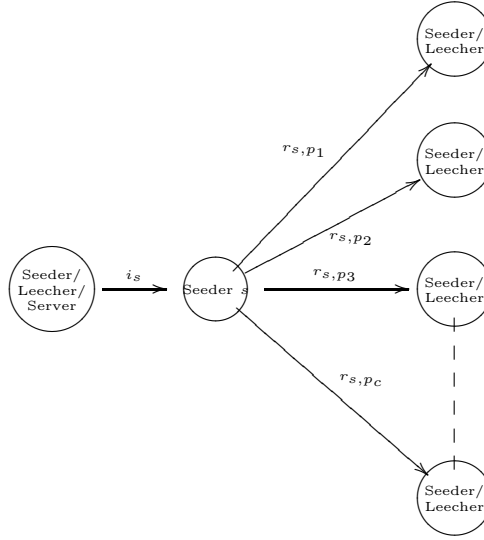 Seeder/
Leecher
r_{s,p_1}
Seeder/
Leecher
r_{s,p_2}
Seeder/
Leecher/
Server
i_s
Seeder s
r_{s,p_3}
Seeder/
Leecher
r_{s,p_c}
Seeder/
Leecher